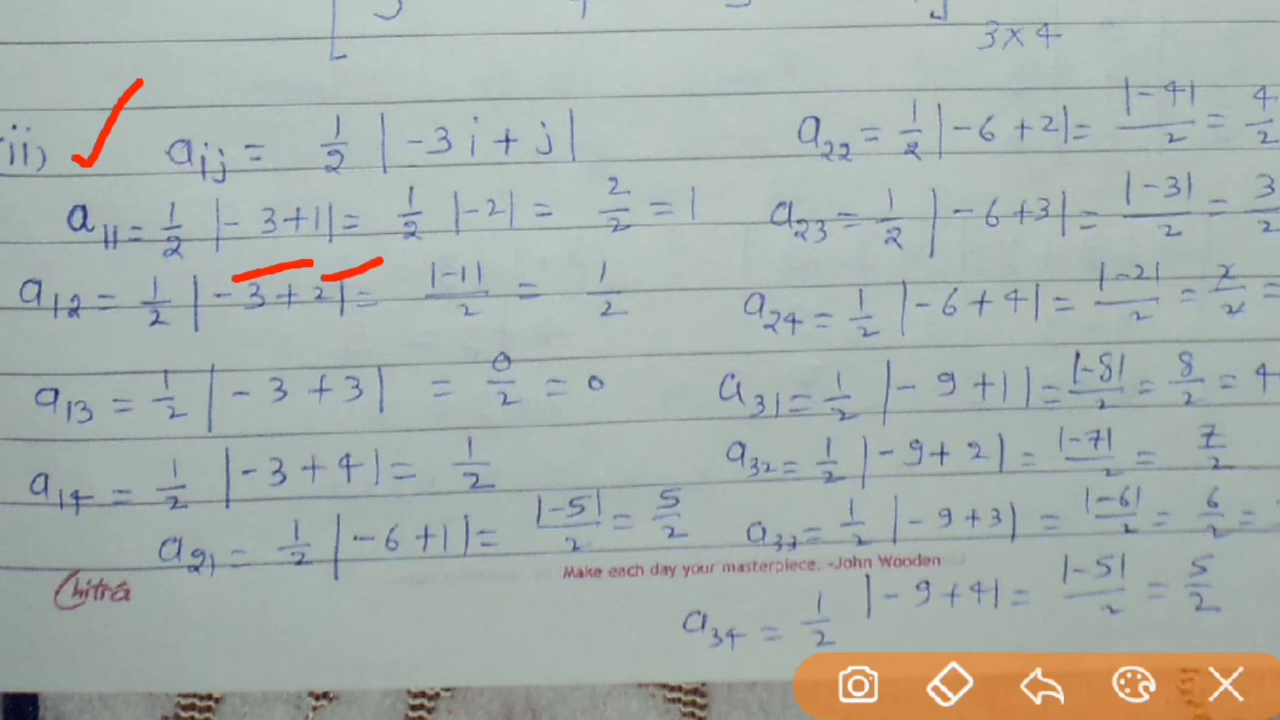 3×4
(ii) aij = 1/2 |-3i+j|
a11 = 1/2 |-3+1| = 1/2 |-2| = 2/2 = 1
a12 = 1/2 |-3+2| = |-1|/2 = 1/2
a13 = 1/2 |-3+3| = 0/2 = 0
a14 = 1/2 |-3+4| = 1/2
a21 = 1/2 |-6+1| = |-5|/2 = 5/2
a22 = 1/2 |-6+2| = |-4|/2 = 4/2
a23 = 1/2 |-6+3| = |-3|/2 = 3/2
a24 = 1/2 |-6+4| = |-2|/2 = 2/2 =
a31 = 1/2 |-9+1| = |-8|/2 = 8/2 = 4
a32 = 1/2 |-9+2| = |-7|/2 = 7/2
a33 = 1/2 |-9+3| = |-6|/2 = 6/2 =
a34 = 1/2 |-9+4| = |-5|/2 = 5/2
Chitra
Make each day your masterpiece. -John Wooden